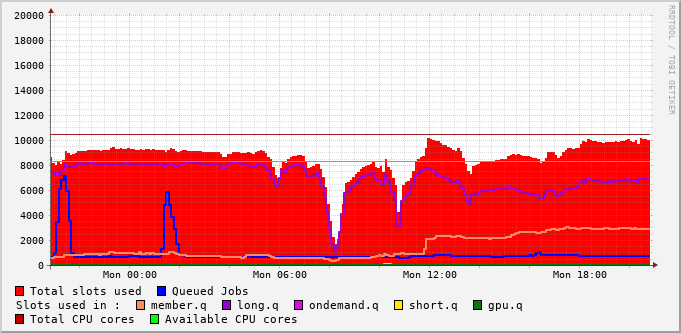 20000
18000
16000
14000
12000
10000
8000
6000
4000
2000
0
Mon 00:00 Mon 06:00 Mon 12:00 Mon 18:00
RRDTOOL / TOBI OETIKER
Total slots used Queued Jobs
Slots used in : member.q long.q ondemand.q short.q gpu.q
Total CPU cores Available CPU cores